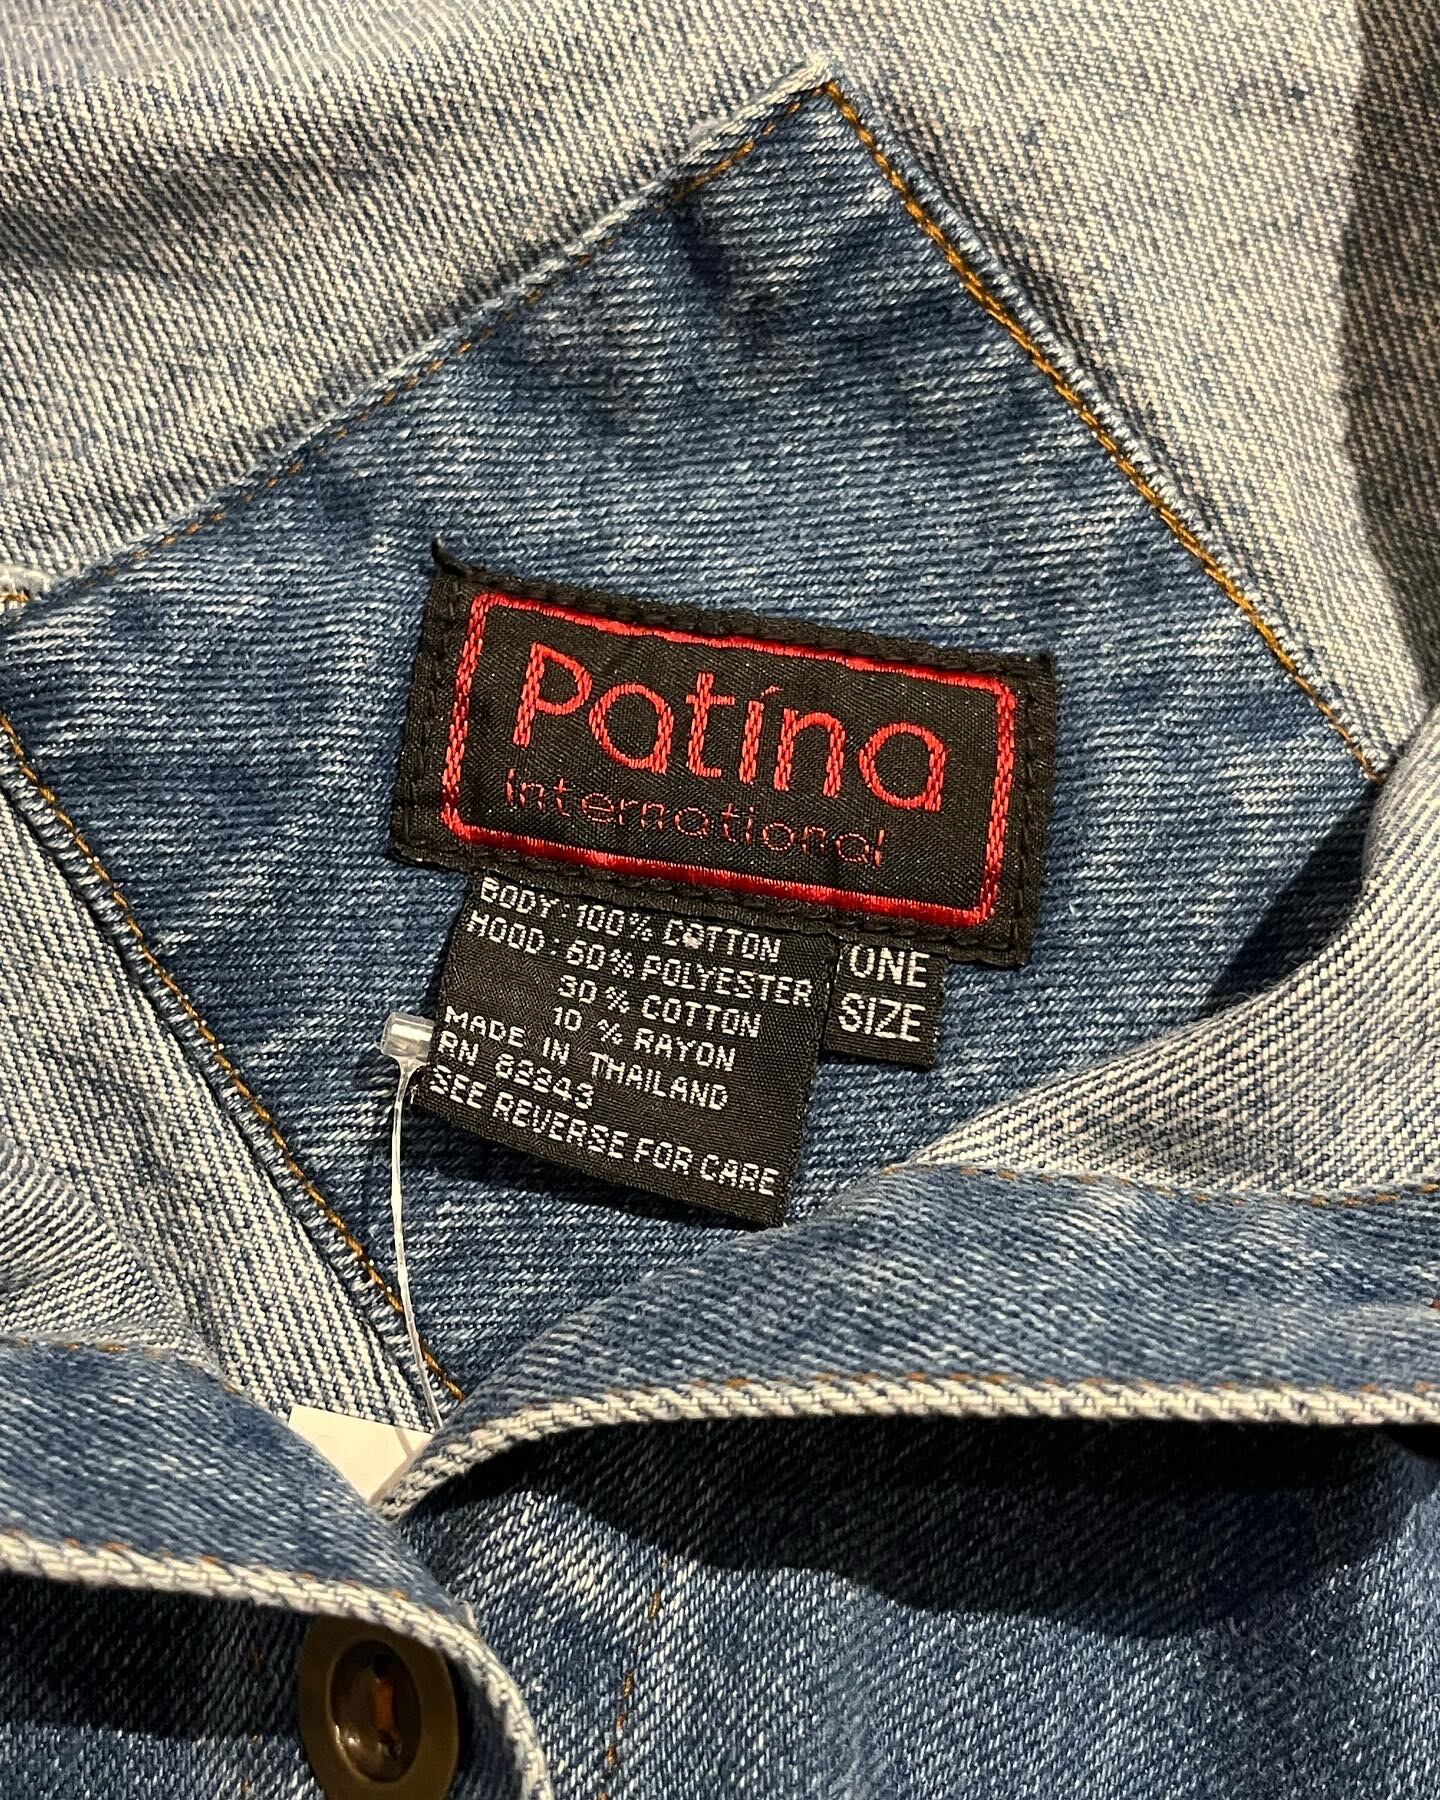 Patína
International
BODY : 100% COTTON
HOOD : 60% POLYESTER
30% COTTON
10 % RAYON
MADE IN THAILAND
RN
SEE REVERSE FOR CARE
ONE
SIZE